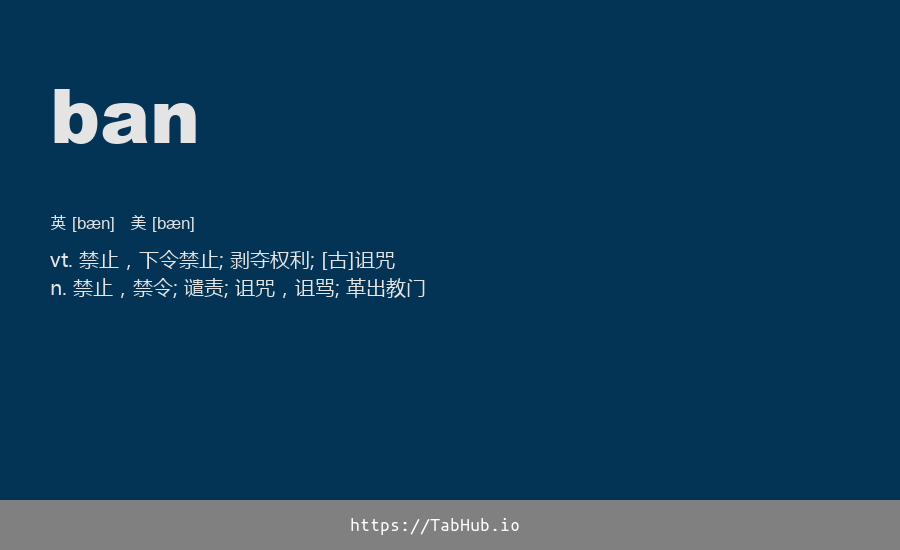 ban
英 [bæn] 美 [bæn]
vt. 禁止，下令禁止; 剥夺权利; [古]诅咒
n. 禁止，禁令; 谴责; 诅咒，诅骂; 革出教门
https://TabHub.io